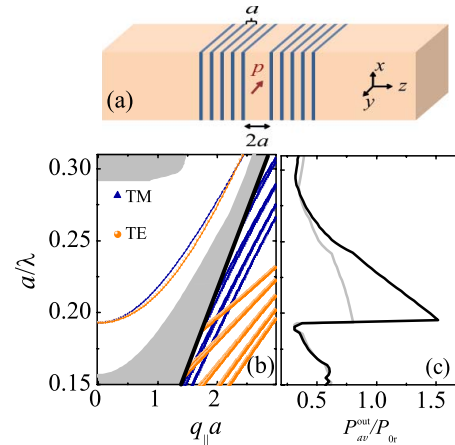 a
p
(a)
x
y
z
2a
0.30
0.25
0.20
0.15
a/λ
TM
TE
(b)
(c)
0 1 2
0.5 1.0 1.5
q||a
P_av^out/P_0r